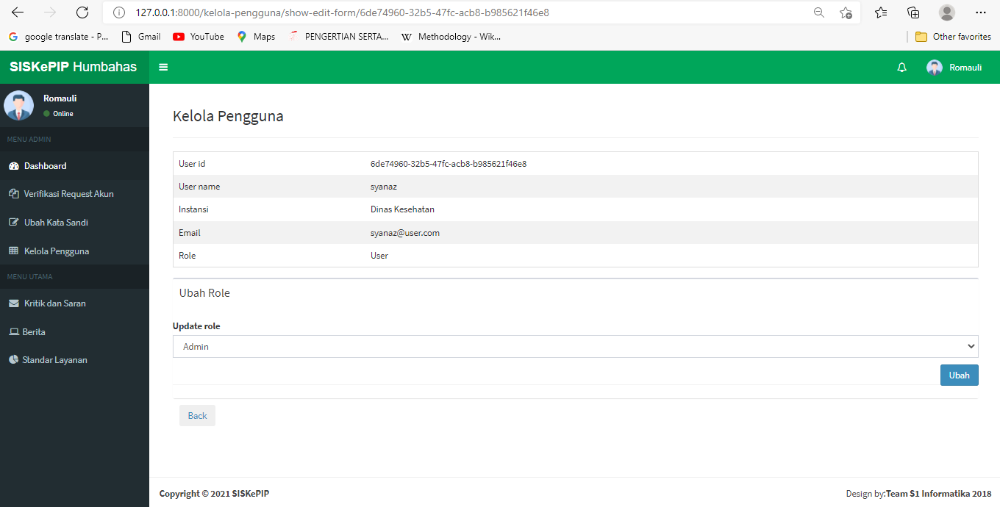 127.0.0.1:8000/kelola-pengguna/show-edit-form/6de74960-32b5-47fc-acb8-b985621f46e8
google translate - P... Gmail YouTube Maps PENGERTIAN SERTA... Methodology - Wik... Other favorites
SISKePIP Humbahas Romauli
Romauli
Online
MENU ADMIN
Dashboard
Verifikasi Request Akun
Ubah Kata Sandi
Kelola Pengguna
MENU UTAMA
Kritik dan Saran
Berita
Standar Layanan
Kelola Pengguna
User id 6de74960-32b5-47fc-acb8-b985621f46e8
User name syanaz
Instansi Dinas Kesehatan
Email syanaz@user.com
Role User
Ubah Role
Update role
Admin
Ubah
Back
Copyright © 2021 SISKePIP Design by:Team S1 Informatika 2018